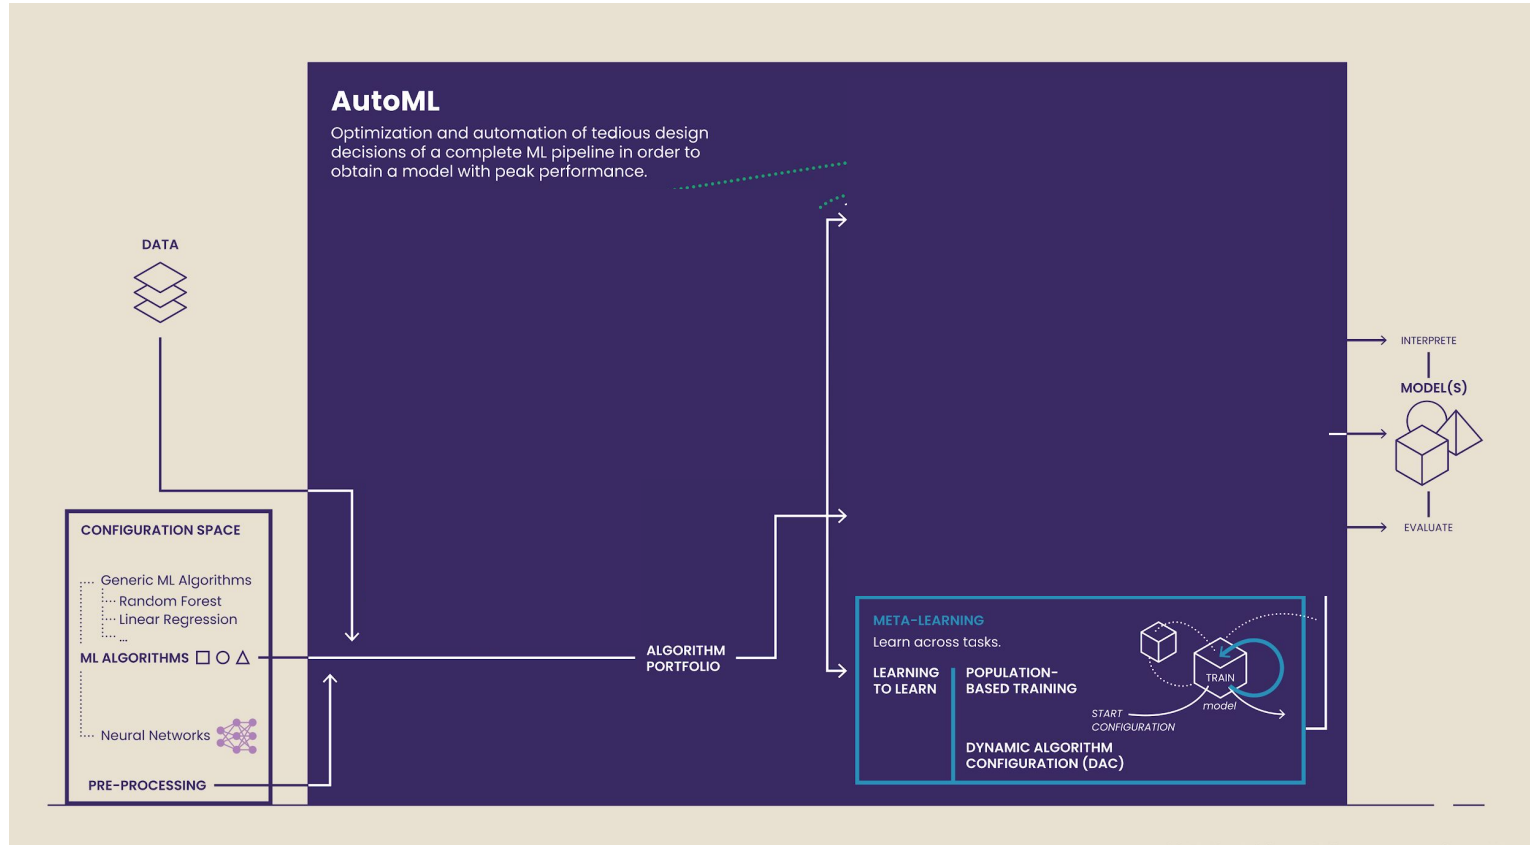 AutoML
Optimization and automation of tedious design
decisions of a complete ML pipeline in order to
obtain a model with peak performance.
DATA
CONFIGURATION SPACE
Generic ML Algorithms
Random Forest
Linear Regression
...
ML ALGORITHMS
Neural Networks
PRE-PROCESSING
ALGORITHM
PORTFOLIO
META-LEARNING
Learn across tasks.
LEARNING
TO LEARN
POPULATION-
BASED TRAINING
TRAIN
model
START
CONFIGURATION
DYNAMIC ALGORITHM
CONFIGURATION (DAC)
INTERPRETE
MODEL(S)
EVALUATE